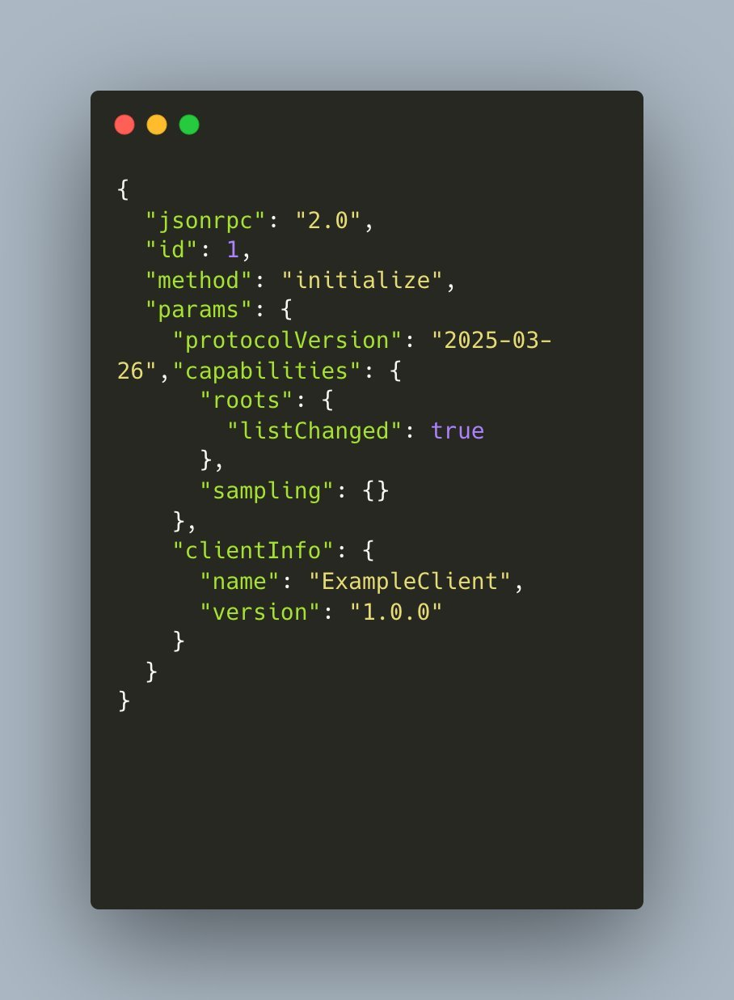 {
  "jsonrpc": "2.0",
  "id": 1,
  "method": "initialize",
  "params": {
    "protocolVersion": "2025-03-
26","capabilities": {
      "roots": {
        "listChanged": true
      },
      "sampling": {}
    },
    "clientInfo": {
      "name": "ExampleClient",
      "version": "1.0.0"
    }
  }
}